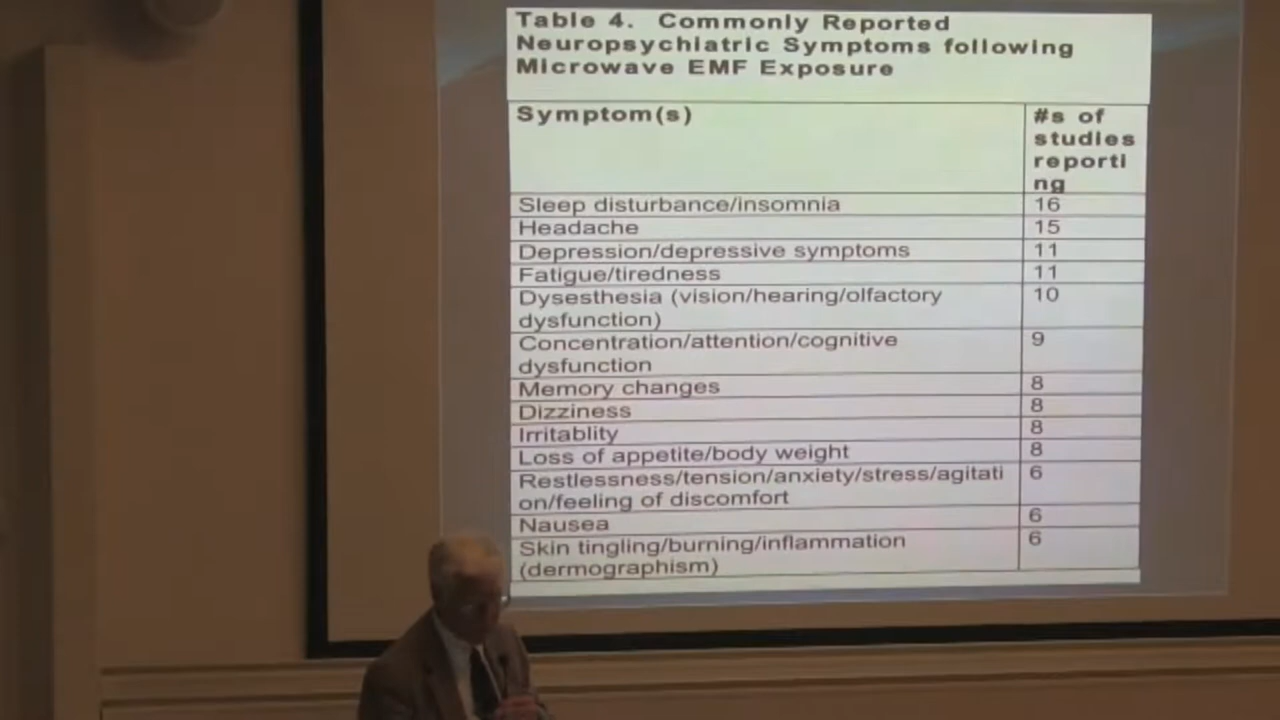 Table 4. Commonly Reported
Neuropsychiatric Symptoms following
Microwave EMF Exposure
Symptom(s)
#s of
studies
reporti
ng
Sleep disturbance/insomnia 16
Headache 15
Depression/depressive symptoms 11
Fatigue/tiredness 11
Dysesthesia (vision/hearing/olfactory 10
dysfunction)
Concentration/attention/cognitive 9
dysfunction
Memory changes 8
Dizziness 8
Irritablity 8
Loss of appetite/body weight 8
Restlessness/tension/anxiety/stress/agitati 6
on/feeling of discomfort
Nausea 6
Skin tingling/burning/inflammation 6
(dermographism)